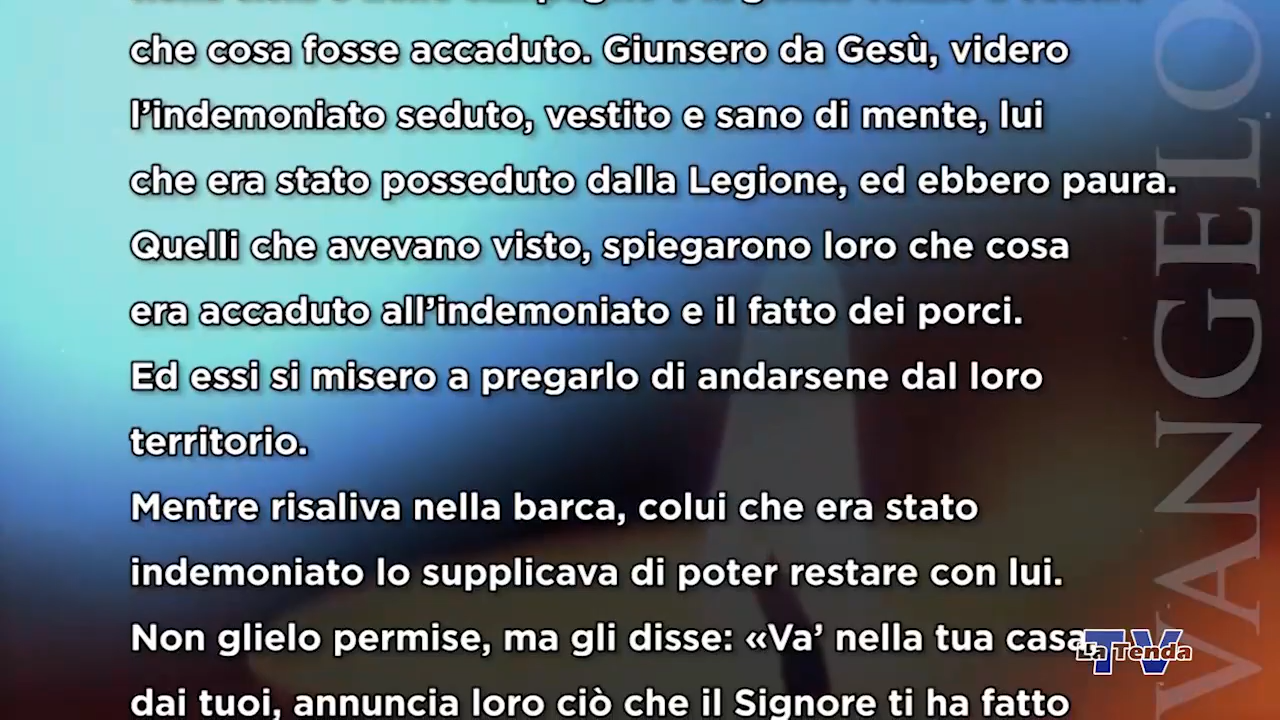 che cosa fosse accaduto. Giunsero da Gesù, videro
l’indemoniato seduto, vestito e sano di mente, lui
che era stato posseduto dalla Legione, ed ebbero paura.
Quelli che avevano visto, spiegarono loro che cosa
era accaduto all’indemoniato e il fatto dei porci.
Ed essi si misero a pregarlo di andarsene dal loro
territorio.
Mentre risaliva nella barca, colui che era stato
indemoniato lo supplicava di poter restare con lui.
Non glielo permise, ma gli disse: «Va’ nella tua casa,
dai tuoi, annuncia loro ciò che il Signore ti ha fatto
VANGELO
TV
La Tenda